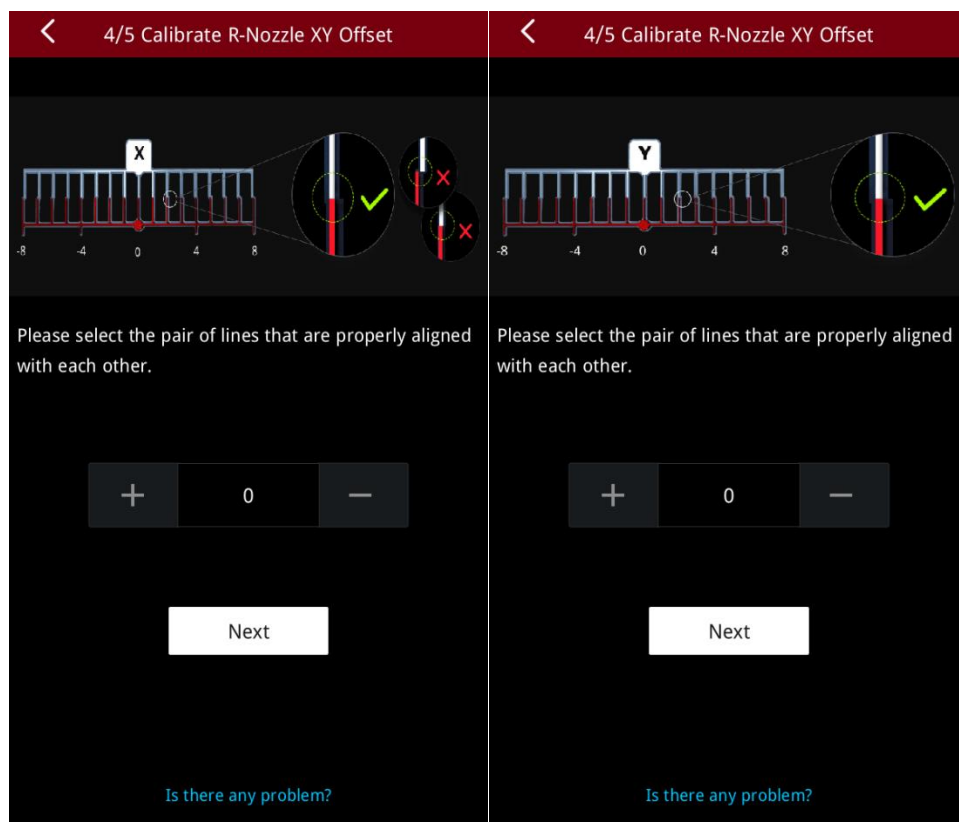 4/5 Calibrate R-Nozzle XY Offset
X
-8 -4 0 4 8
Please select the pair of lines that are properly aligned
with each other.
+ 0 −
Next
Is there any problem?
4/5 Calibrate R-Nozzle XY Offset
Y
-8 -4 0 4 8
Please select the pair of lines that are properly aligned
with each other.
+ 0 −
Next
Is there any problem?